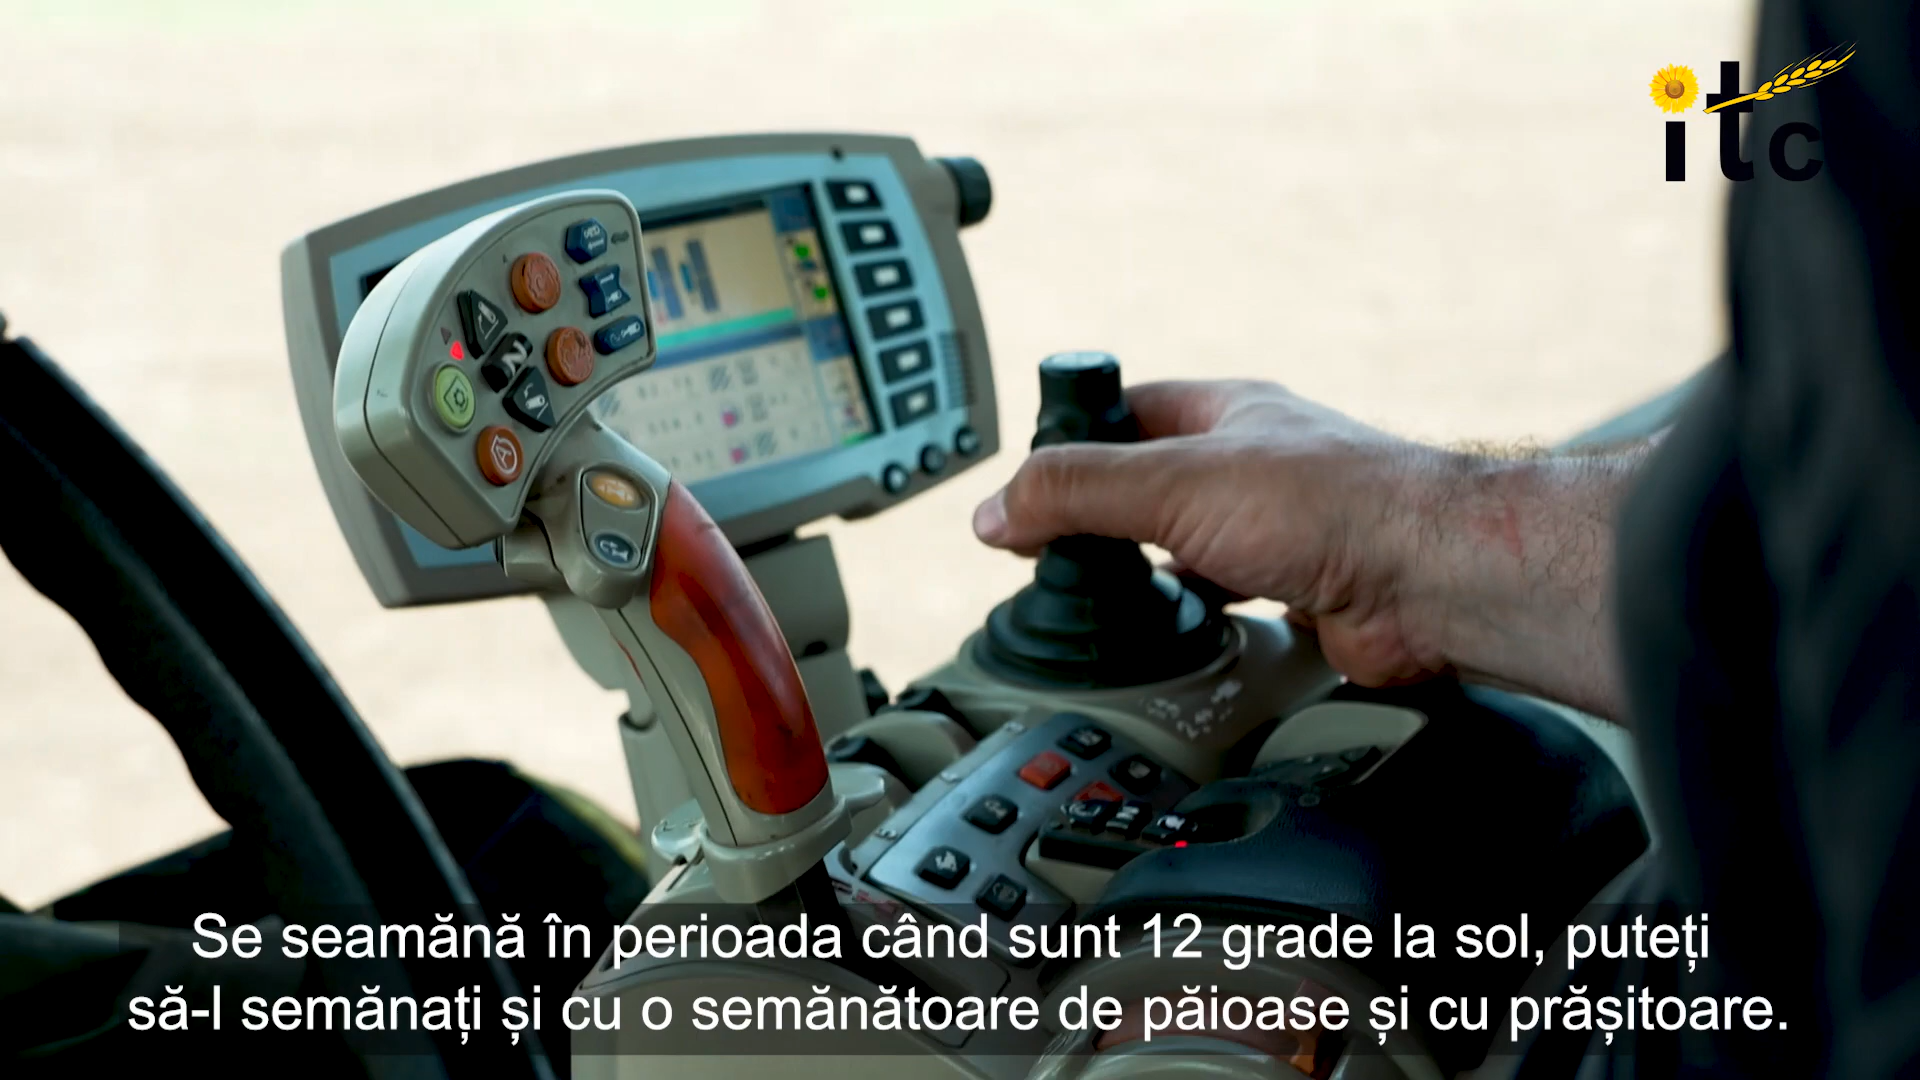 itc
N
A
Se seamănă în perioada când sunt 12 grade la sol, puteți
să-l semănați și cu o semănătoare de păioase și cu prășitoare.